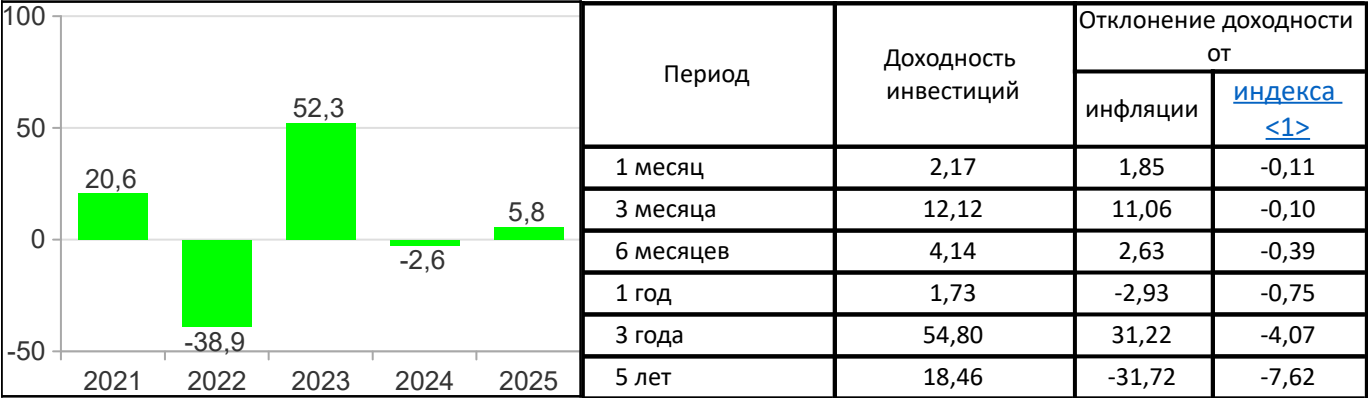 100
50
0
-50
20,6
-38,9
52,3
-2,6
5,8
2021 2022 2023 2024 2025
Период
Доходность
инвестиций
Отклонение доходности
от
инфляции
индекса
<1>
1 месяц 2,17 1,85 -0,11
3 месяца 12,12 11,06 -0,10
6 месяцев 4,14 2,63 -0,39
1 год 1,73 -2,93 -0,75
3 года 54,80 31,22 -4,07
5 лет 18,46 -31,72 -7,62